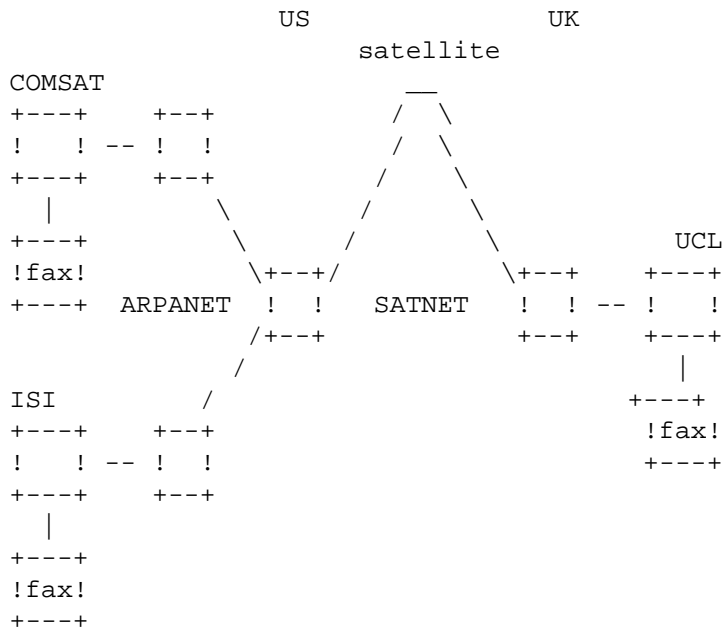 US UK
satellite
COMSAT
UCL
fax
ARPANET SATNET
ISI
fax
fax